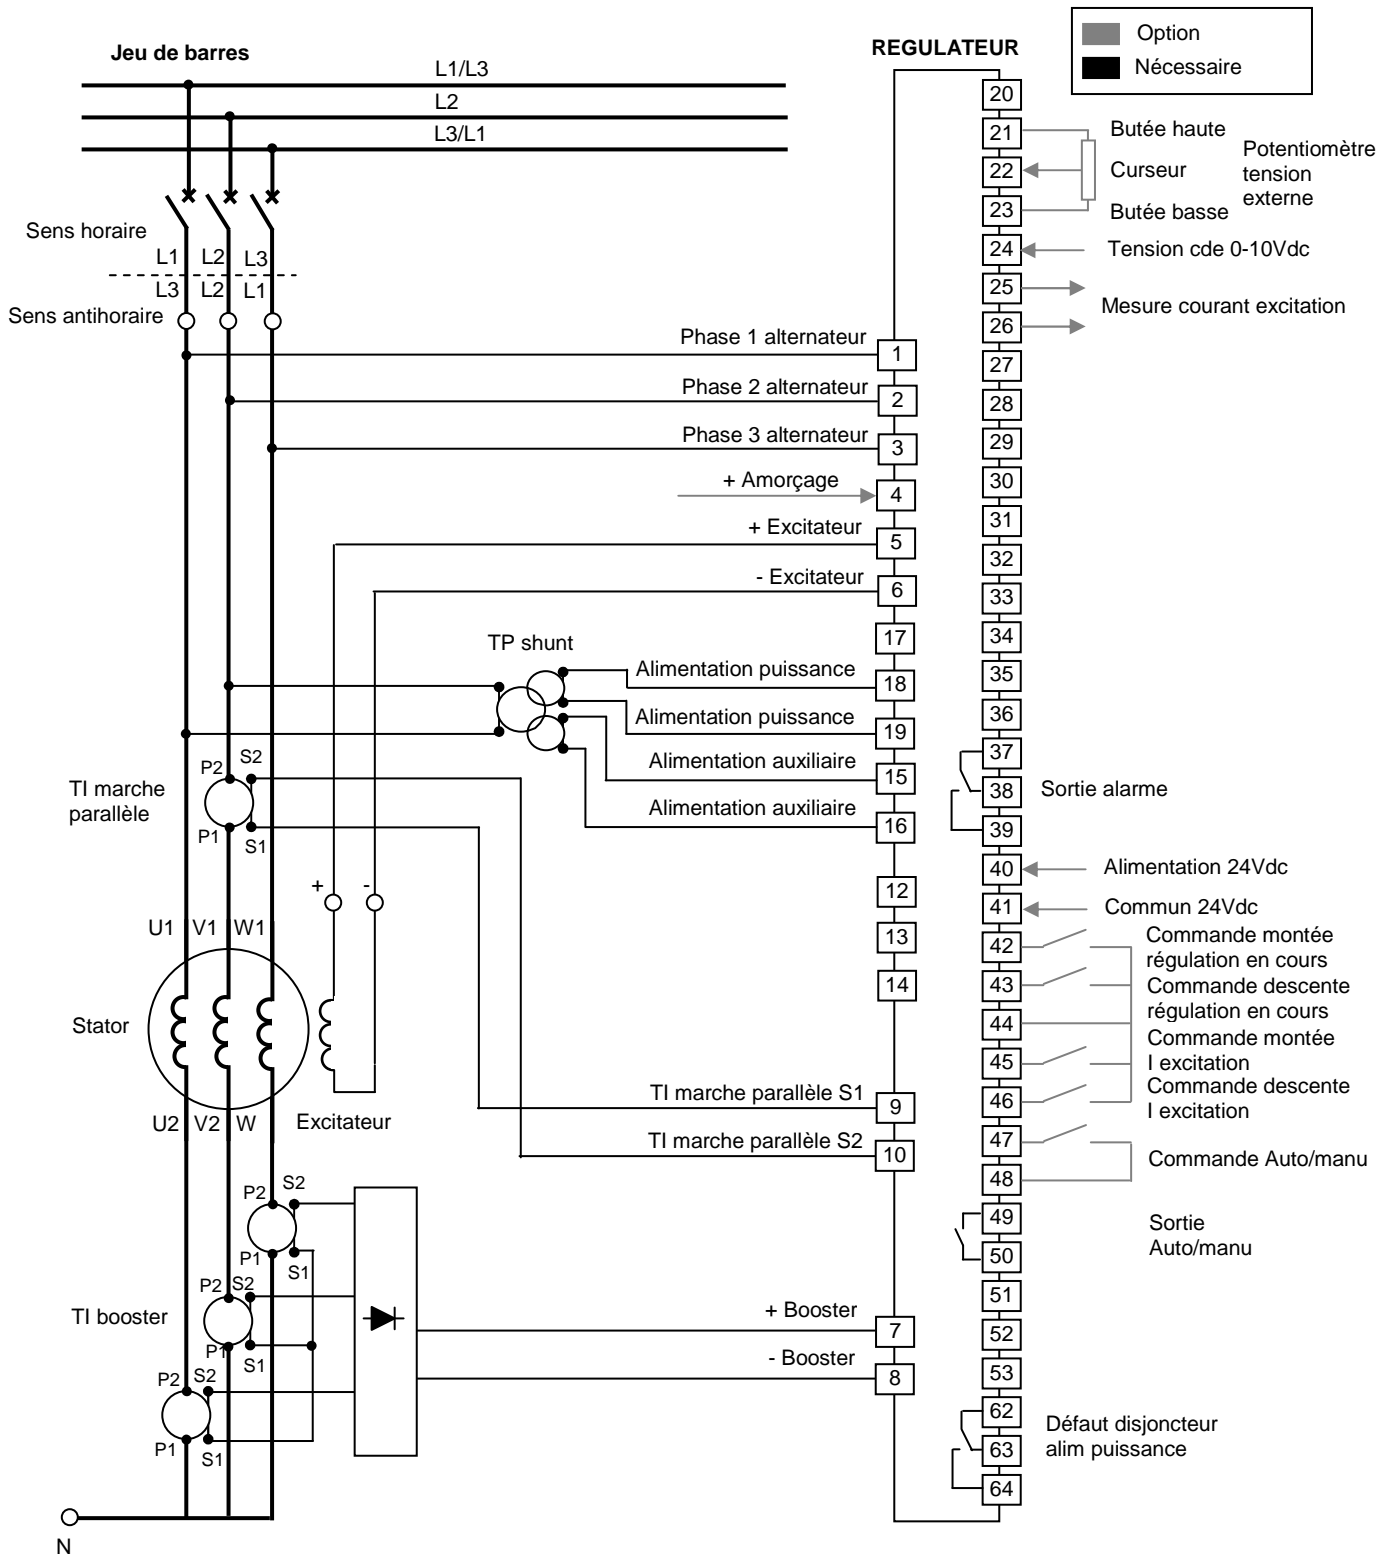 Option
Nécessaire
Jeu de barres
REGULATEUR
L1/L3
L2
L3/L1
Sens horaire
L1 L2 L3
L3 L2 L1
Sens antihoraire
Phase 1 alternateur
1
Phase 2 alternateur
2
Phase 3 alternateur
3
+ Amorçage
4
+ Excitateur
5
- Excitateur
6
17
TP shunt
Alimentation puissance
18
Alimentation puissance
19
Alimentation auxiliaire
15
Alimentation auxiliaire
16
12
13
14
P2 S2
TI marche
parallèle
P1 S1
+ -
U1 V1 W1
Stator
U2 V2 W
Excitateur
TI marche parallèle S1
9
TI marche parallèle S2
10
P2 S2
P1 S1
P2 S2
TI booster
P1 S1
P2 S2
P1 S1
+ Booster
7
- Booster
8
N
20
21
Butée haute
22
Curseur
23
Butée basse
Potentiomètre
tension
externe
24
Tension cde 0-10Vdc
25
26
Mesure courant excitation
27
28
29
30
31
32
33
34
35
36
37
38
Sortie alarme
39
40
Alimentation 24Vdc
41
Commun 24Vdc
42
Commande montée
régulation en cours
43
Commande descente
régulation en cours
44
45
Commande montée
I excitation
46
Commande descente
I excitation
47
48
Commande Auto/manu
49
50
Sortie
Auto/manu
51
52
53
62
63
64
Défaut disjoncteur
alim puissance